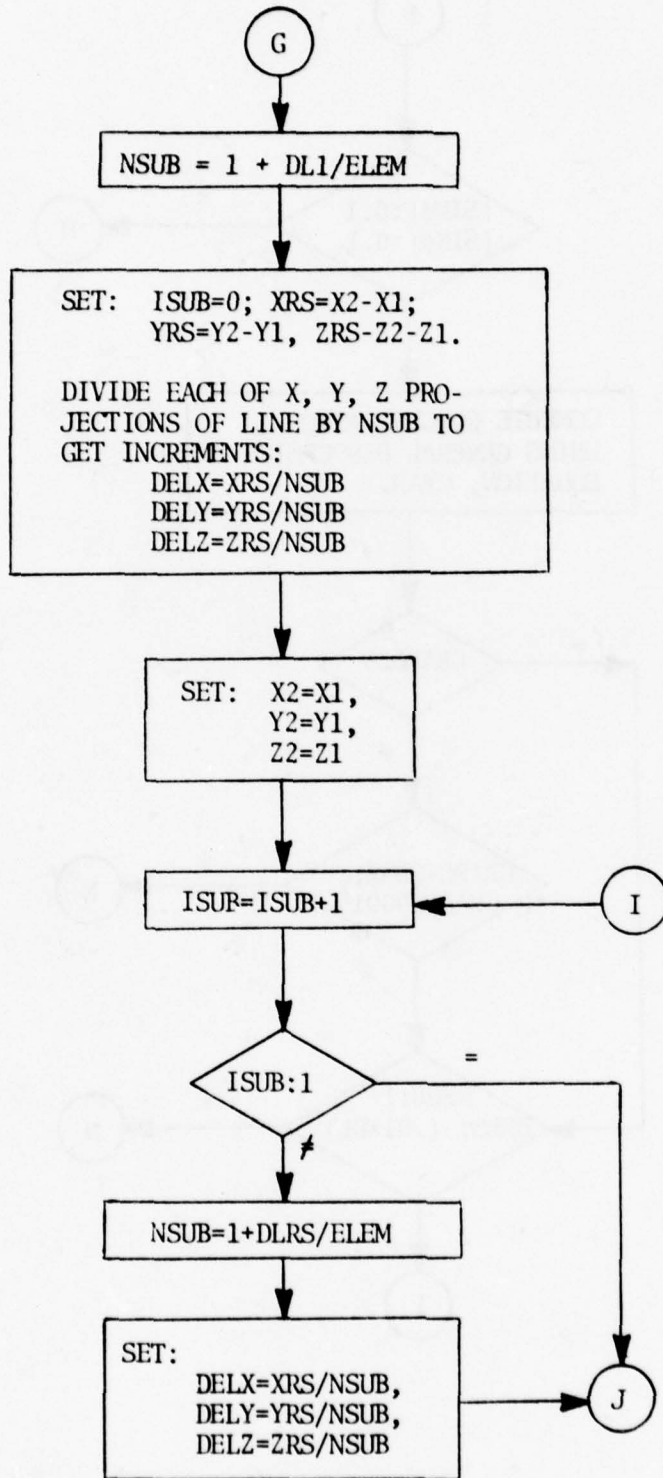 G
NSUB = 1 + DL1/ELEM
SET: ISUB=0; XRS=X2-X1;
YRS=Y2-Y1, ZRS-Z2-Z1.
DIVIDE EACH OF X, Y, Z PRO-
JECTIONS OF LINE BY NSUB TO
GET INCREMENTS:
DELX=XRS/NSUB
DELY=YRS/NSUB
DELZ=ZRS/NSUB
SET: X2=X1,
Y2=Y1,
Z2=Z1
ISUB=ISUB+1
I
ISUB:1
=
≠
NSUB=1+DLRS/ELEM
SET:
DELX=XRS/NSUB,
DELY=YRS/NSUB,
DELZ=ZRS/NSUB
J